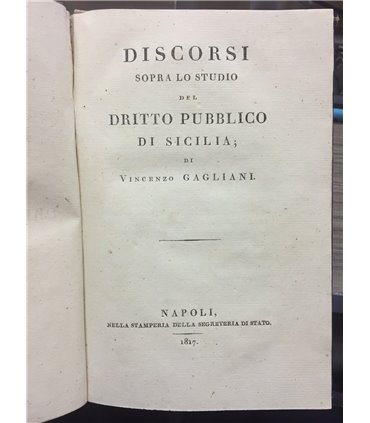 DISCORSI
SOPRA LO STUDIO
DEL
DRITTO PUBBLICO
DI SICILIA;
DI
VINCENZO GAGLIANI.
NAPOLI,
NELLA STAMPERIA DELLA SEGRETERIA DI STATO.
1817.